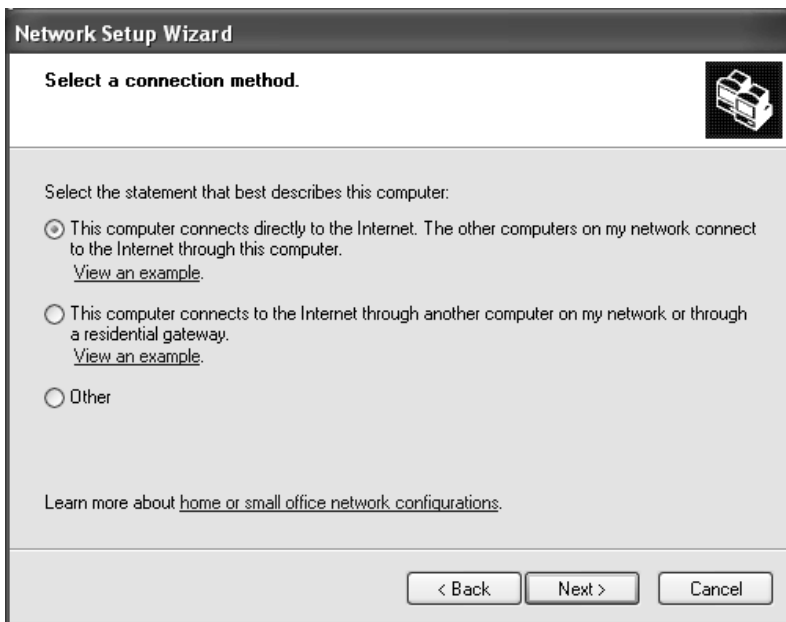 Network Setup Wizard
Select a connection method.
Select the statement that best describes this computer:
This computer connects directly to the Internet. The other computers on my network connect
to the Internet through this computer.
View an example.
This computer connects to the Internet through another computer on my network or through
a residential gateway.
View an example.
Other
Learn more about home or small office network configurations.
< Back Next > Cancel